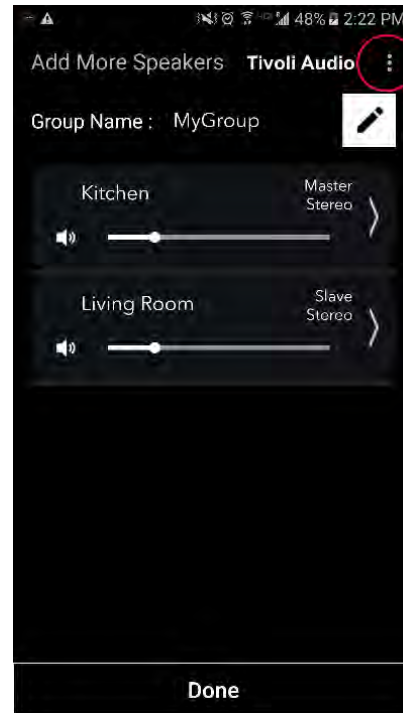 48% 2:22 PM
Add More Speakers Tivoli Audio
Group Name : MyGroup
Kitchen
Master
Stereo
Living Room
Slave
Stereo
Done